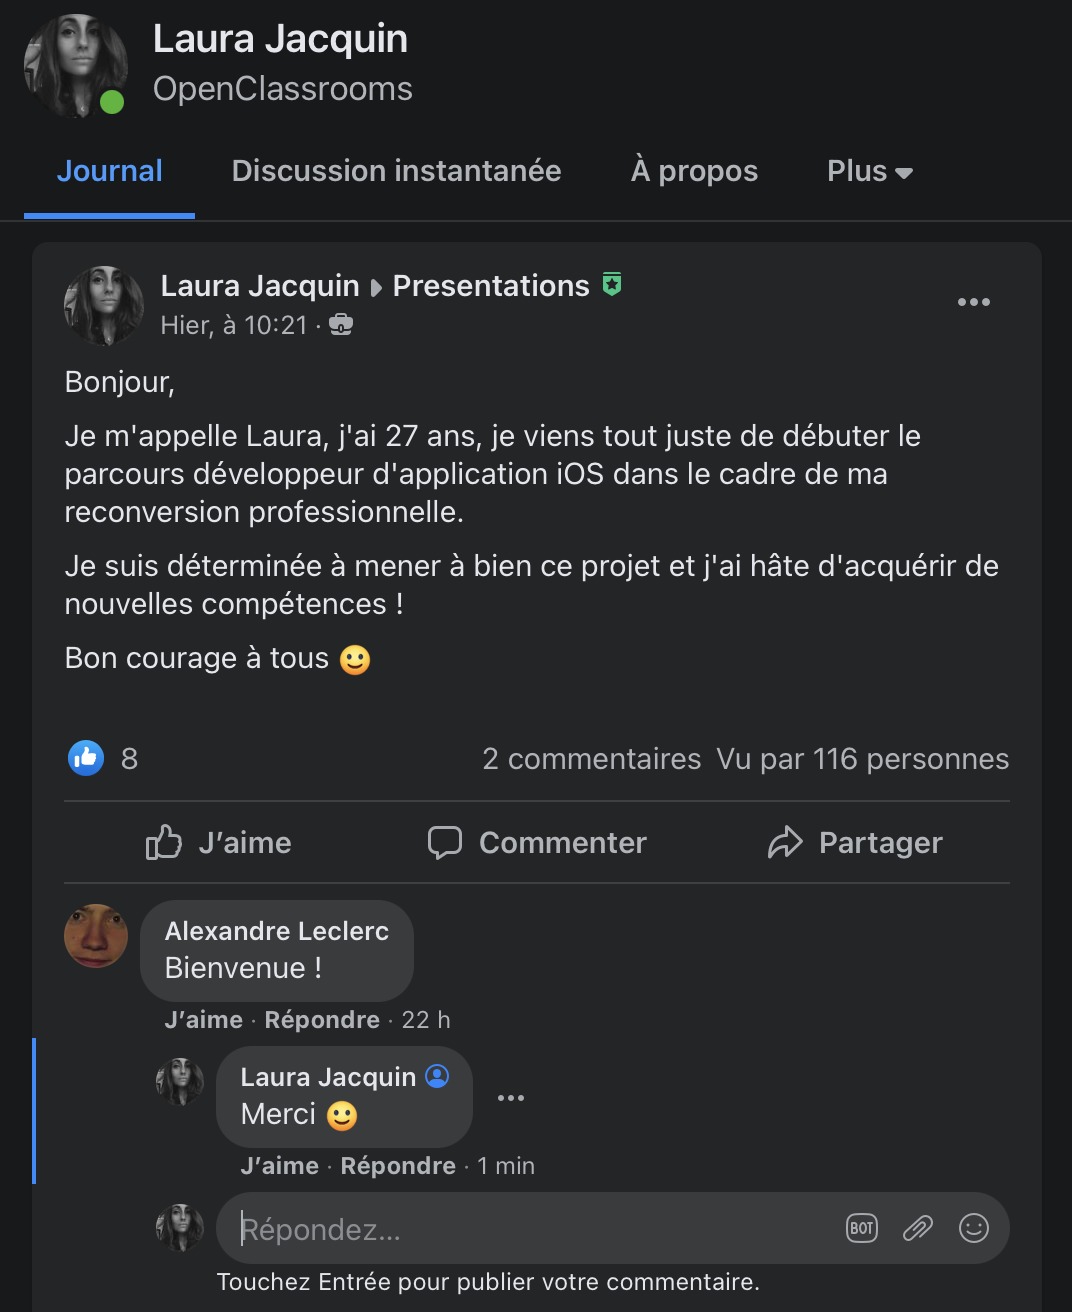 Laura Jacquin
OpenClassrooms
Journal
Discussion instantanée
À propos
Plus
Laura Jacquin Presentations
Hier, à 10:21 ·
Bonjour,
Je m'appelle Laura, j'ai 27 ans, je viens tout juste de débuter le
parcours développeur d'application iOS dans le cadre de ma
reconversion professionnelle.
Je suis déterminée à mener à bien ce projet et j'ai hâte d'acquérir de
nouvelles compétences !
Bon courage à tous 🙂
8
2 commentaires Vu par 116 personnes
J’aime
Commenter
Partager
Alexandre Leclerc
Bienvenue !
J’aime · Répondre · 22 h
Laura Jacquin
Merci 🙂
J’aime · Répondre · 1 min
Répondez...
BOT
Touchez Entrée pour publier votre commentaire.